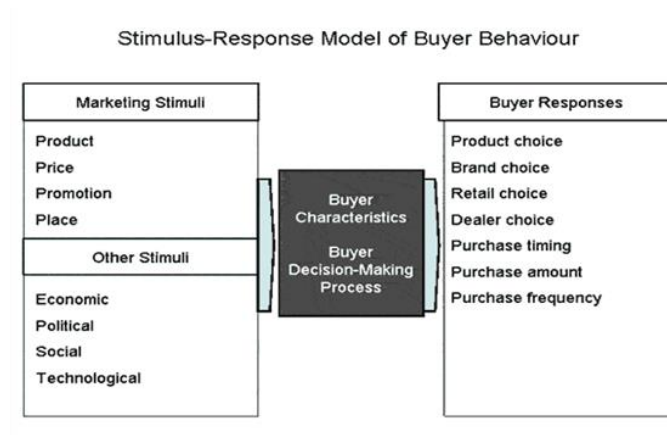 Stimulus-Response Model of Buyer Behaviour
Marketing Stimuli
Product
Price
Promotion
Place
Other Stimuli
Economic
Political
Social
Technological
Buyer
Characteristics
Buyer
Decision-Making
Process
Buyer Responses
Product choice
Brand choice
Retail choice
Dealer choice
Purchase timing
Purchase amount
Purchase frequency